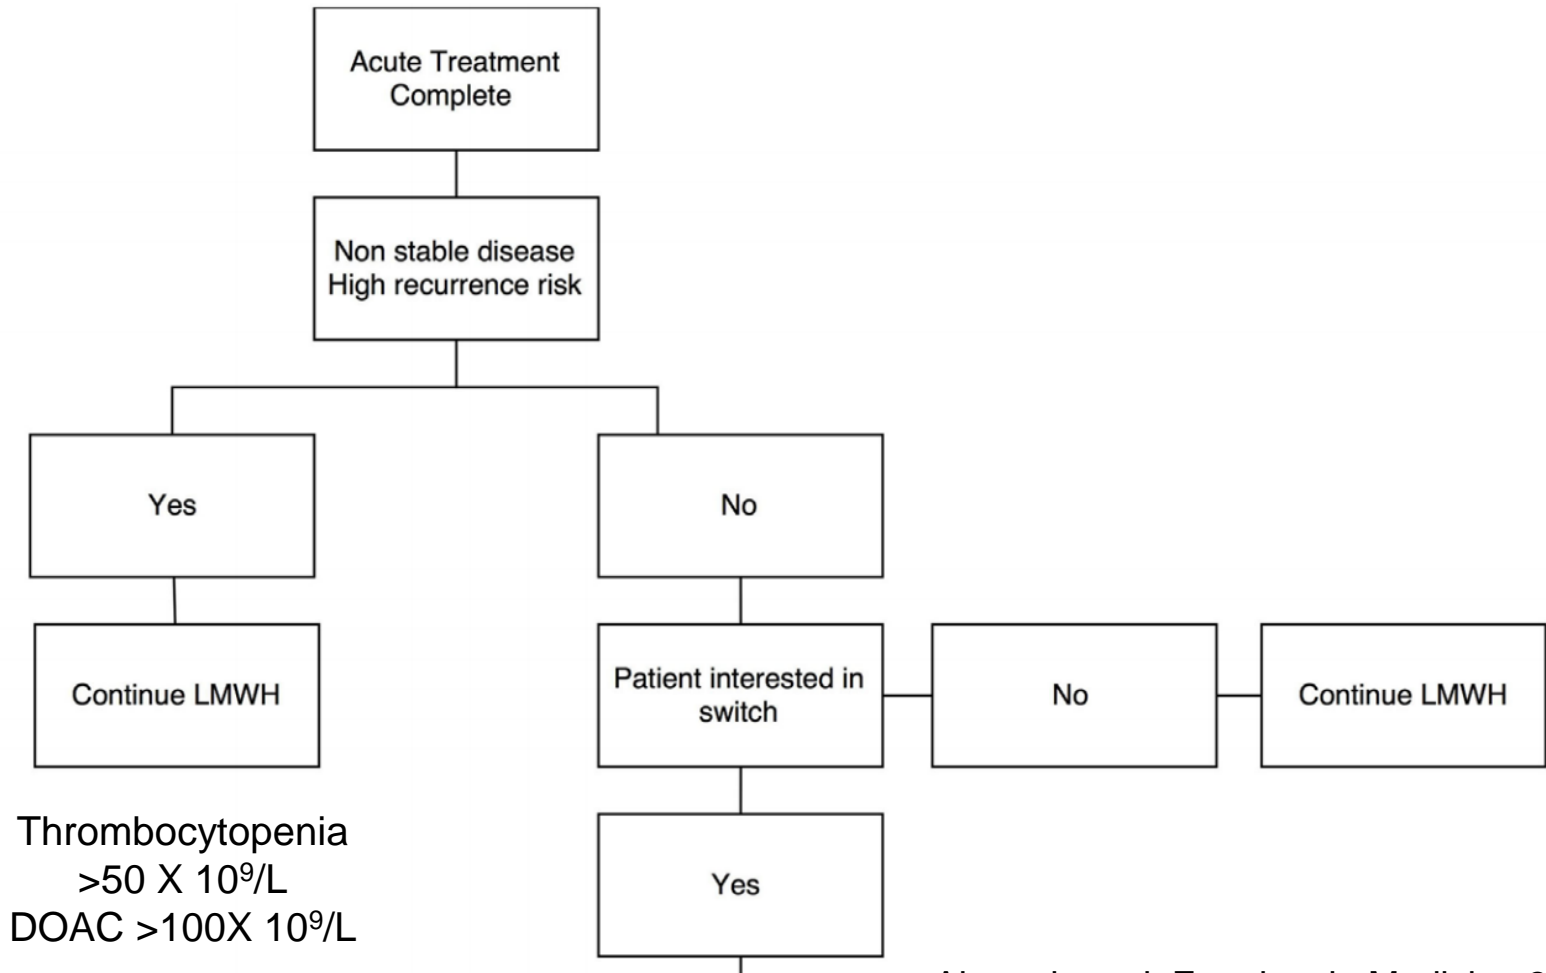 Acute Treatment
Complete
Non stable disease
High recurrence risk
Yes
No
Continue LMWH
Patient interested in
switch
No
Continue LMWH
Thrombocytopenia
>50 X 10⁹/L
DOAC >100X 10⁹/L
Yes